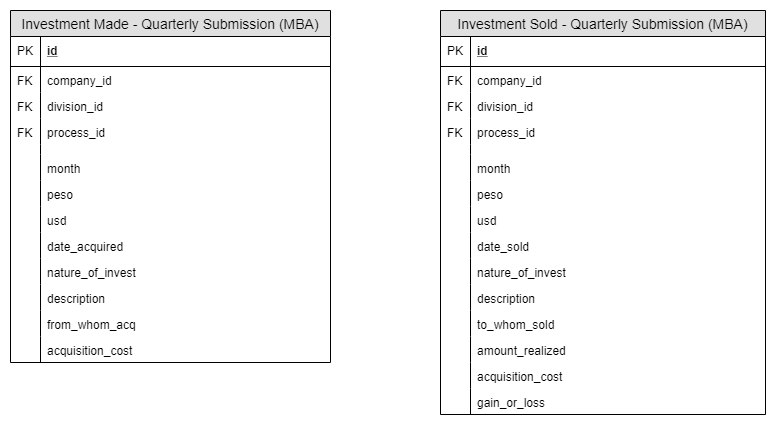 Investment Made - Quarterly Submission (MBA)
PK id
FK company_id
FK division_id
FK process_id
month
peso
usd
date_acquired
nature_of_invest
description
from_whom_acq
acquisition_cost
Investment Sold - Quarterly Submission (MBA)
PK id
FK company_id
FK division_id
FK process_id
month
peso
usd
date_sold
nature_of_invest
description
to_whom_sold
amount_realized
acquisition_cost
gain_or_loss